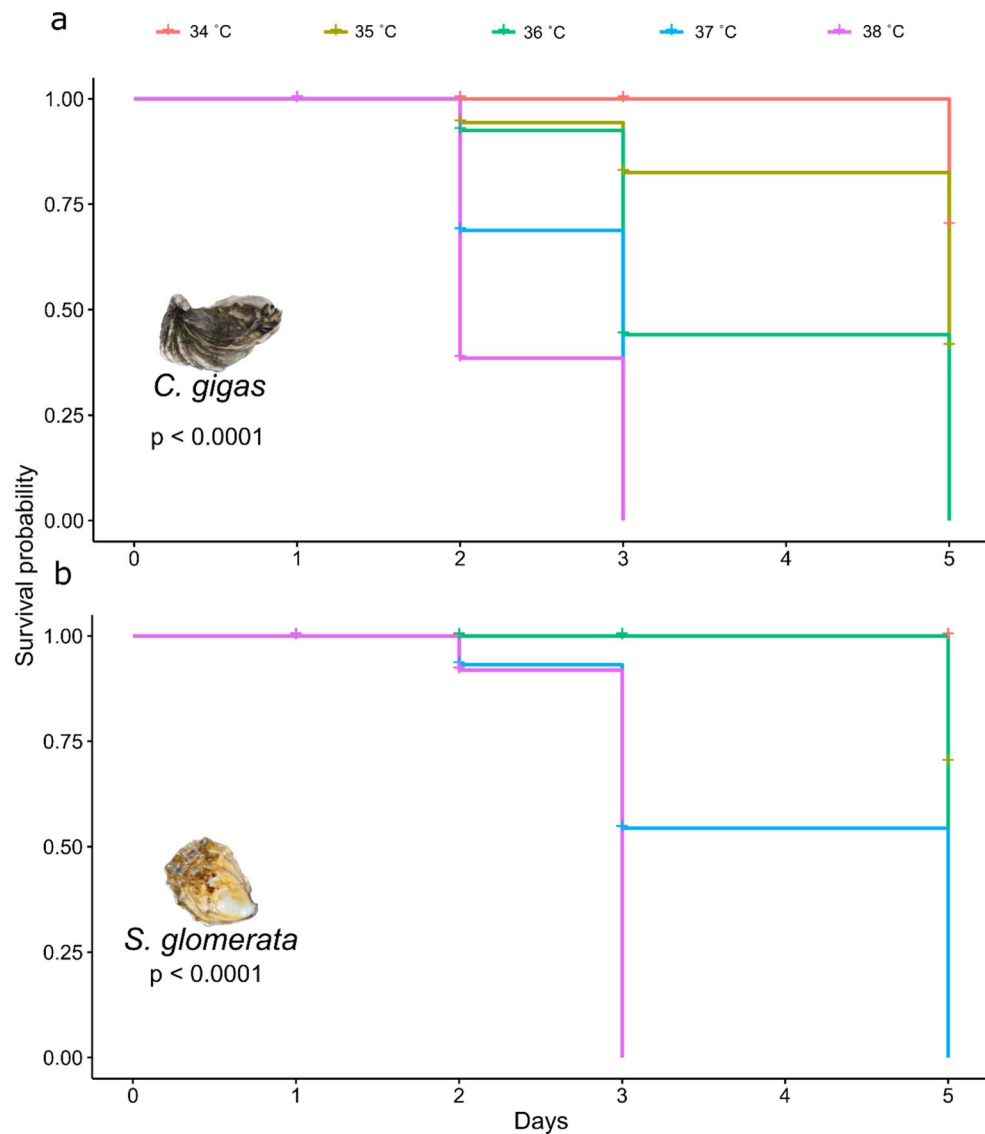 a
34 °C 35 °C 36 °C 37 °C 38 °C
1.00
0.75
0.50
0.25
0.00
C. gigas
p < 0.0001
0 1 2 3 4 5
Survival probability
b
1.00
0.75
0.50
0.25
0.00
S. glomerata
p < 0.0001
0 1 2 3 4 5
Days